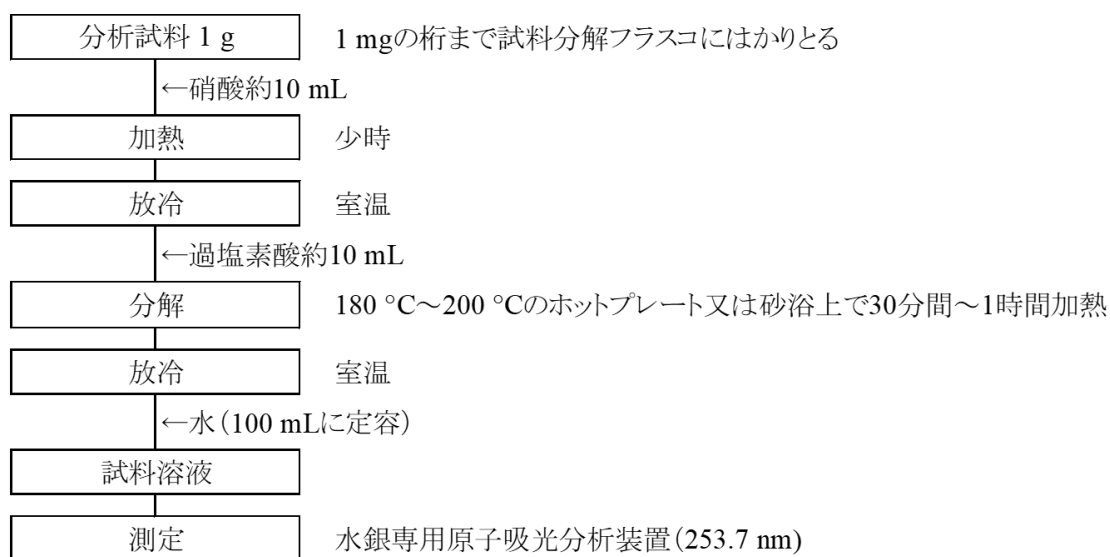 分析試料 1 g 1 mgの桁まで試料分解フラスコにはかりとる
←硝酸約10 mL
加熱 少時
放冷 室温
←過塩素酸約10 mL
分解 180 °C～200 °Cのホットプレート又は砂浴上で30分間～1時間加熱
放冷 室温
←水（100 mLに定容）
試料溶液
測定 水銀専用原子吸光分析装置（253.7 nm）